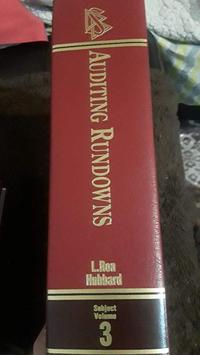 AUDITING RUNDOWNS
L. Ron
Hubbard
Subject
Volume
3